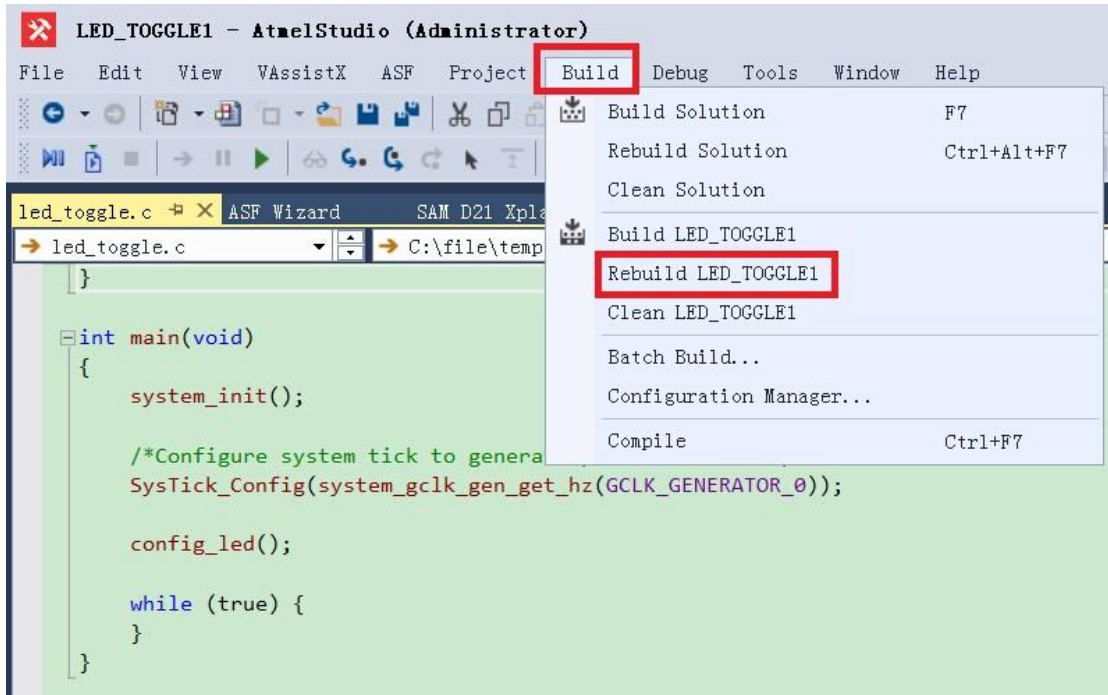 LED_TOGGLE1 - AtmelStudio (Administrator)
File Edit View VAssistX ASF Project Build Debug Tools Window Help
Build Solution F7
Rebuild Solution Ctrl+Alt+F7
Clean Solution
Build LED_TOGGLE1
Rebuild LED_TOGGLE1
Clean LED_TOGGLE1
Batch Build...
Configuration Manager...
Compile Ctrl+F7
led_toggle.c ASF Wizard SAM D21
led_toggle.c C:\file\temp
}
int main(void)
{
system_init();
/*Configure system tick to
SysTick_Config(system_gclk_gen_get_hz(GCLK_GENERATOR_0));
config_led();
while (true) {
}
}